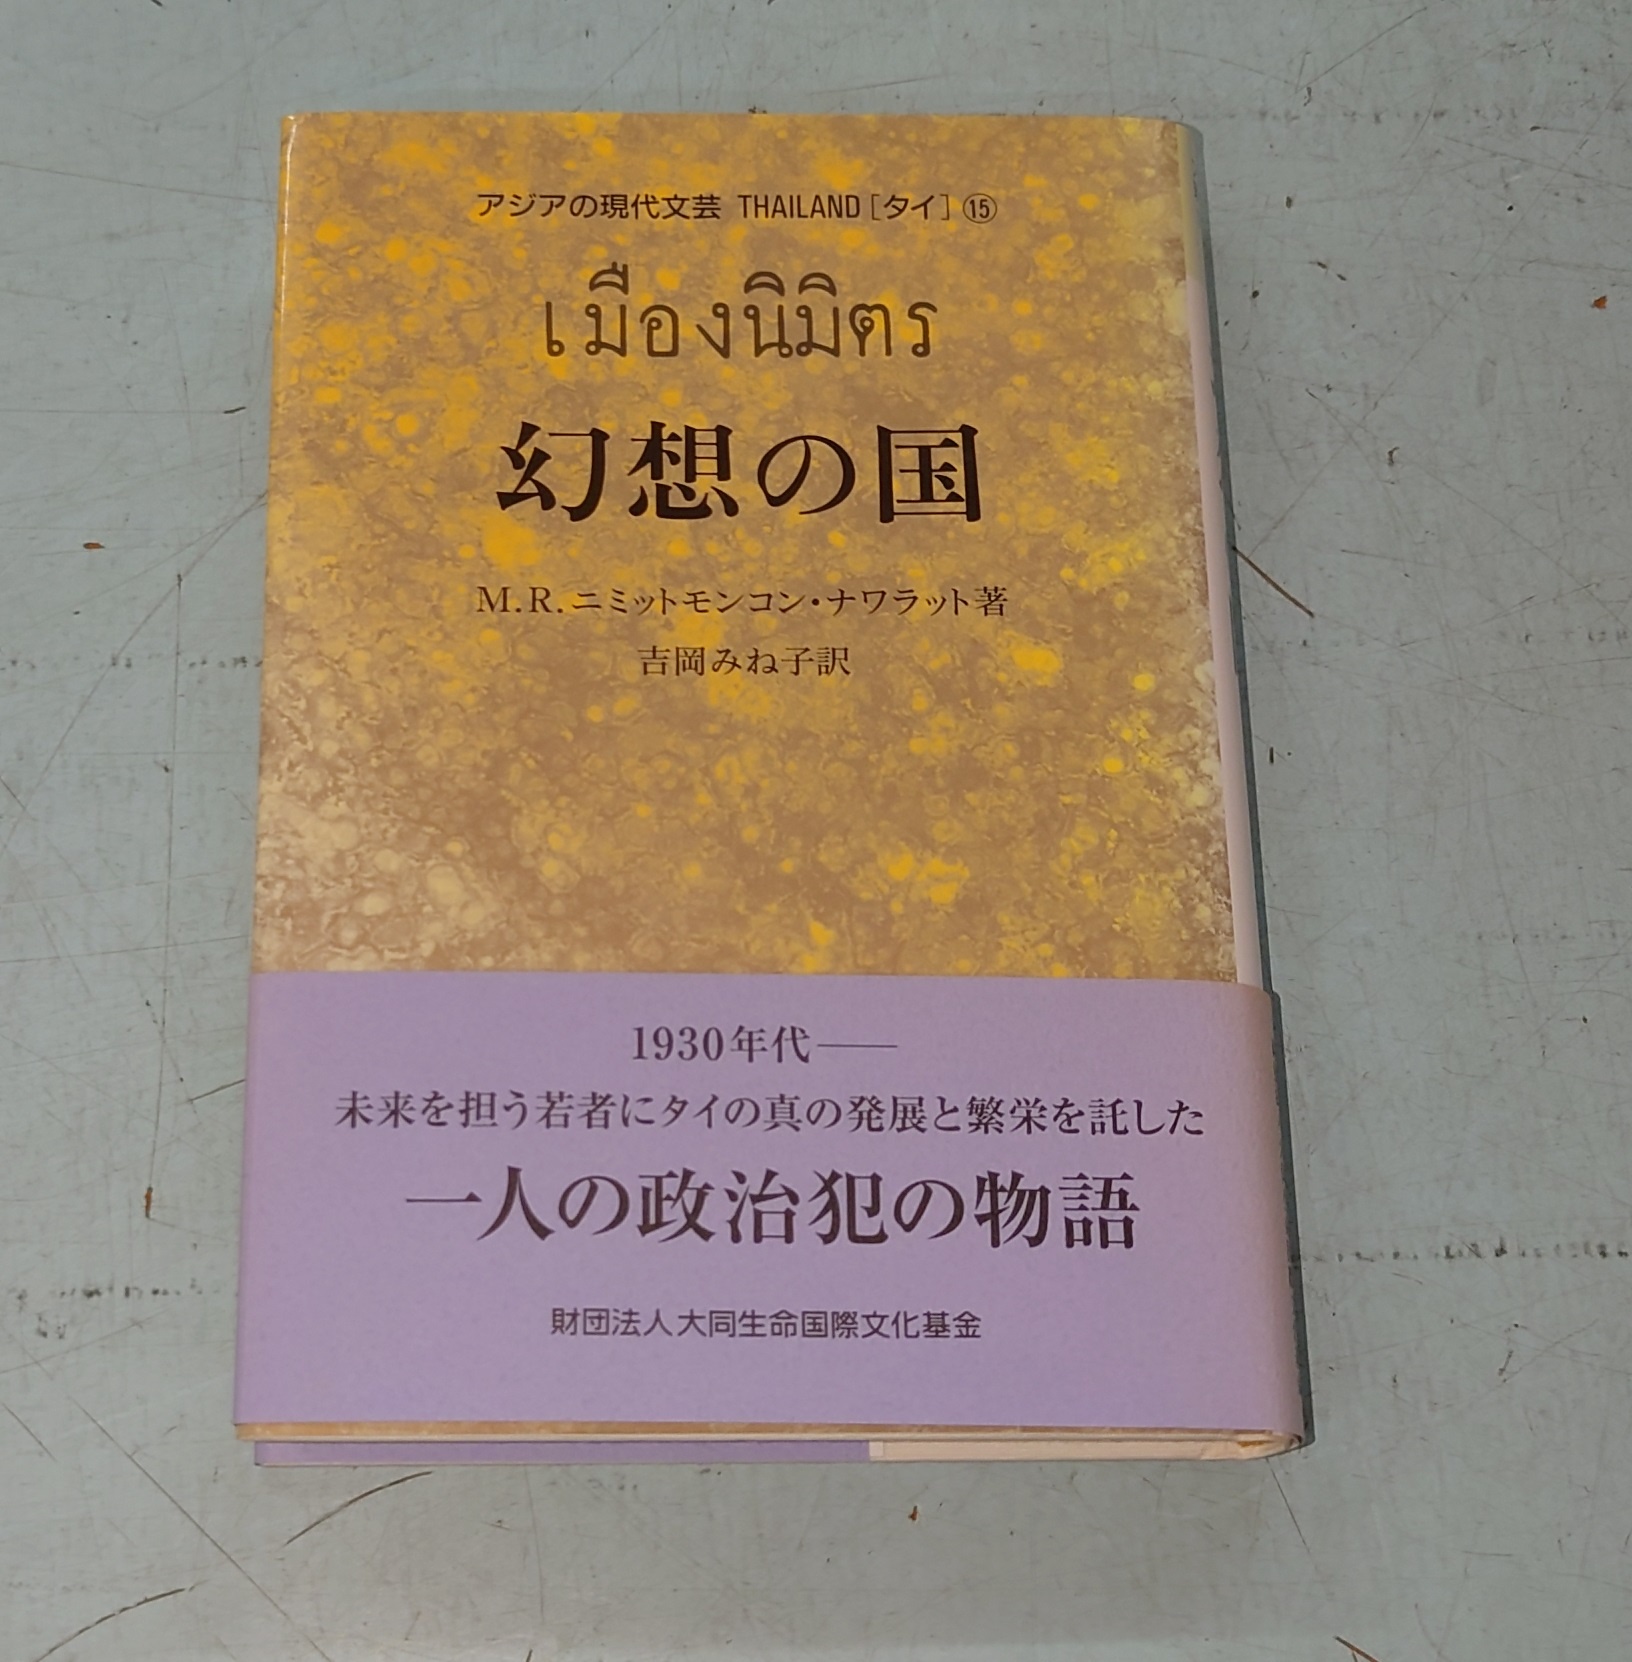 アジアの現代文芸 THAILAND［タイ］⑮
เมืองนิมิตร
幻想の国
M.R.ニミットモンコン・ナワラット著
吉岡みね子訳
1930年代――
未来を担う若者にタイの真の発展と繁栄を託した
一人の政治犯の物語
財団法人大同生命国際文化基金